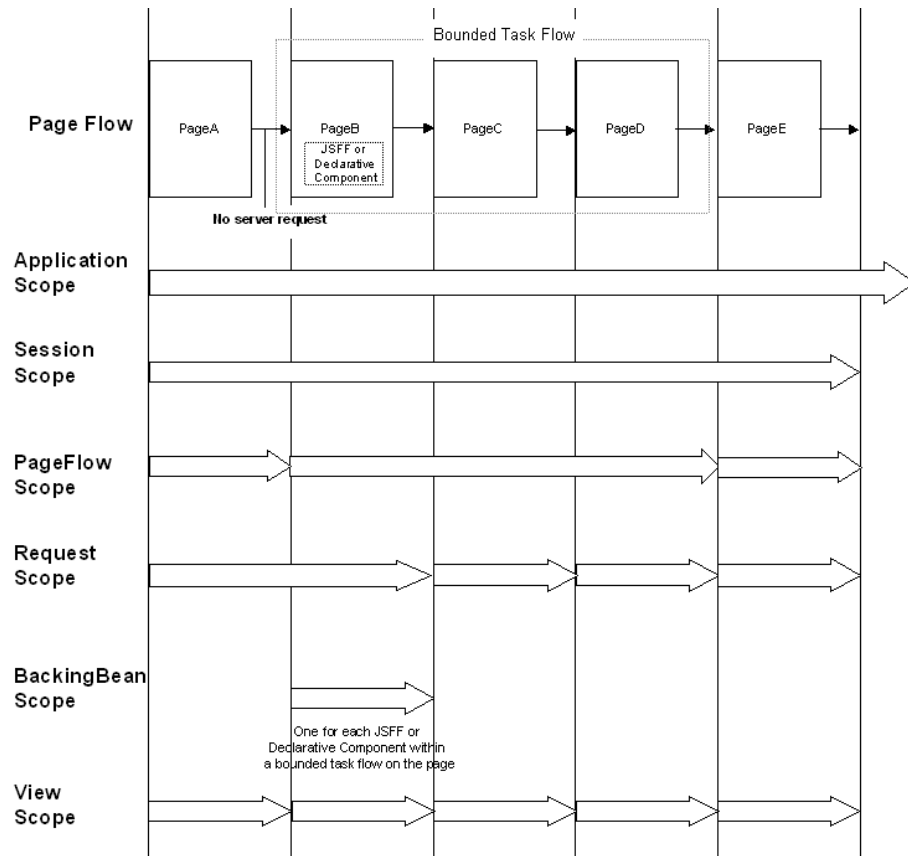 Bounded Task Flow
Page Flow
PageA
PageB
JSFF or
Declarative
Component
PageC
PageD
PageE
No server request
Application
Scope
Session
Scope
PageFlow
Scope
Request
Scope
BackingBean
Scope
One for each JSFF or
Declarative Component within
a bounded task flow on the page
View
Scope